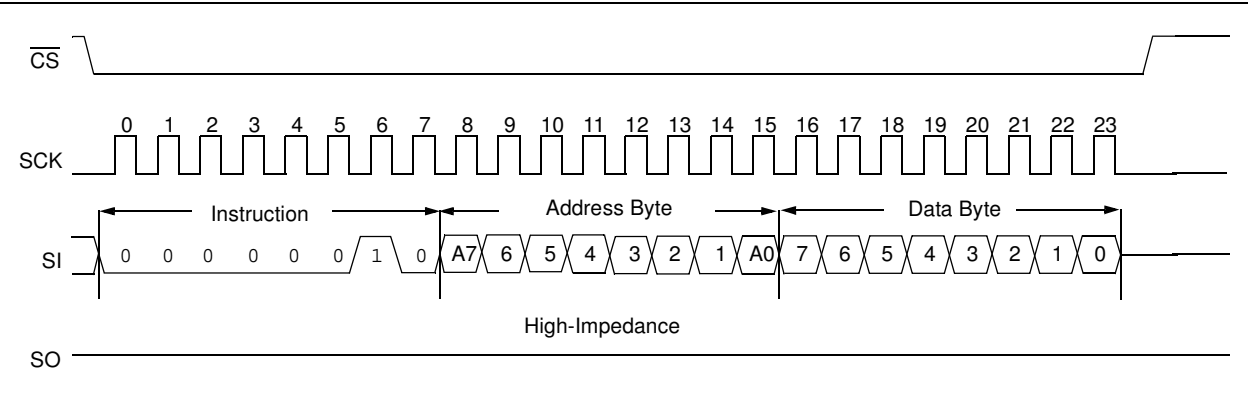 CS
0 1 2 3 4 5 6 7 8 9 10 11 12 13 14 15 16 17 18 19 20 21 22 23
SCK
Instruction Address Byte Data Byte
SI 0 0 0 0 0 0 1 0 A7 6 5 4 3 2 1 A0 7 6 5 4 3 2 1 0
High-Impedance
SO